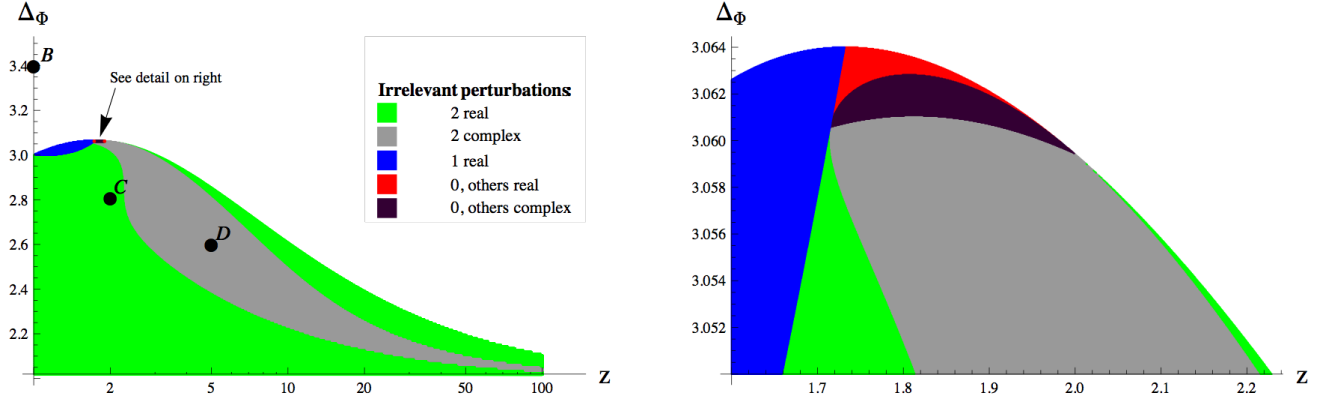 Δ_Φ
3.4
3.2
3.0
2.8
2.6
2.4
2.2
B
See detail on right
C
D
2
5
10
20
50
100
z
Irrelevant perturbations:
2 real
2 complex
1 real
0, others real
0, others complex
Δ_Φ
3.064
3.062
3.060
3.058
3.056
3.054
3.052
1.7
1.8
1.9
2.0
2.1
2.2
z